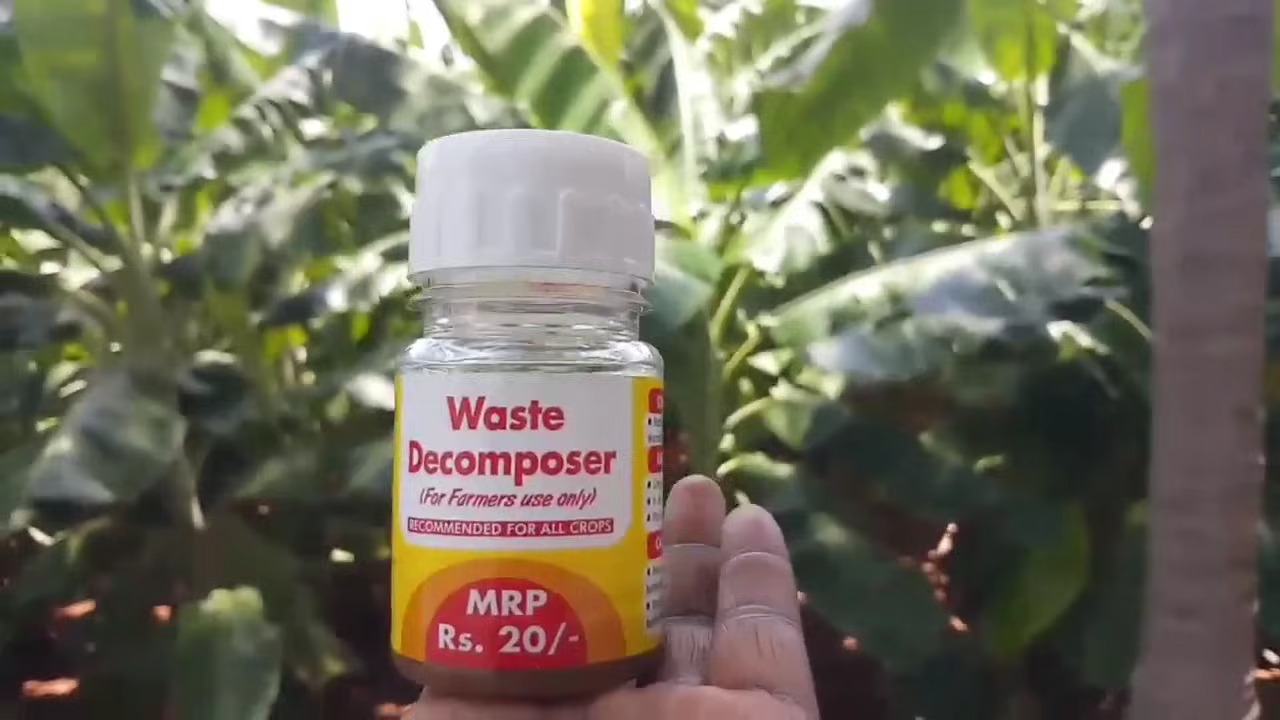 Waste
Decomposer
(For Farmers use only)
RECOMMENDED FOR ALL CROPS
MRP
Rs. 20/-